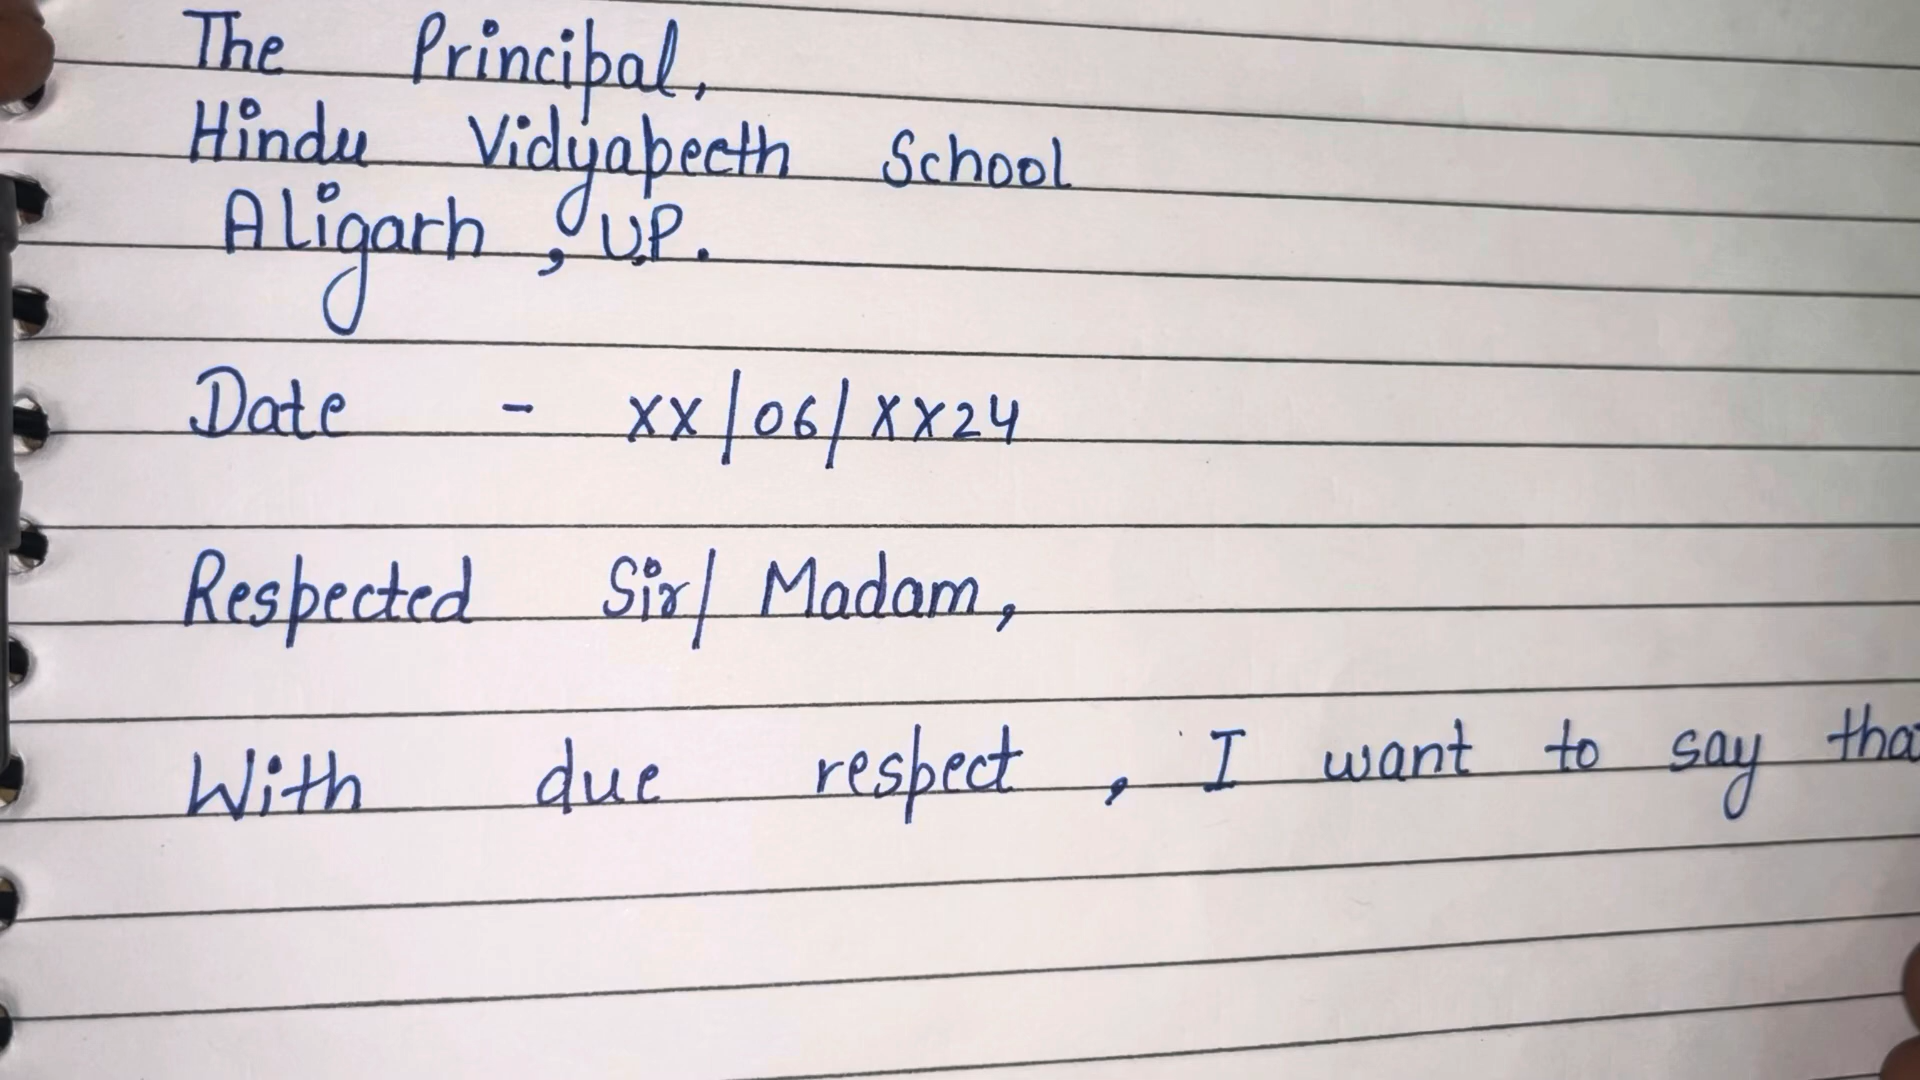 The Principal,
Hindu Vidyapeeth School
Aligarh, U.P.
Date - XX/06/XX24
Respected Sir/Madam,
With due respect, I want to say tha